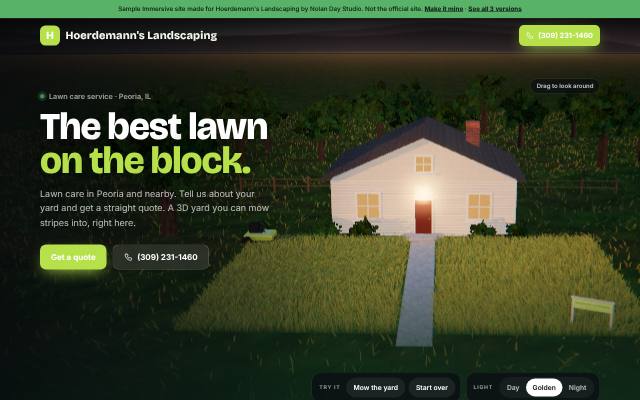 Sample Immersive site made for Hoerdemann's Landscaping by Nolan Day Studio. Not the official site. Make it mine · See all 3 versions
H Hoerdemann's Landscaping
(309) 231-1460
Drag to look around
Lawn care service · Peoria, IL
The best lawn
on the block.
Lawn care in Peoria and nearby. Tell us about your
yard and get a straight quote. A 3D yard you can mow
stripes into, right here.
Get a quote
(309) 231-1460
TRY IT Mow the yard Start over
LIGHT Day Golden Night